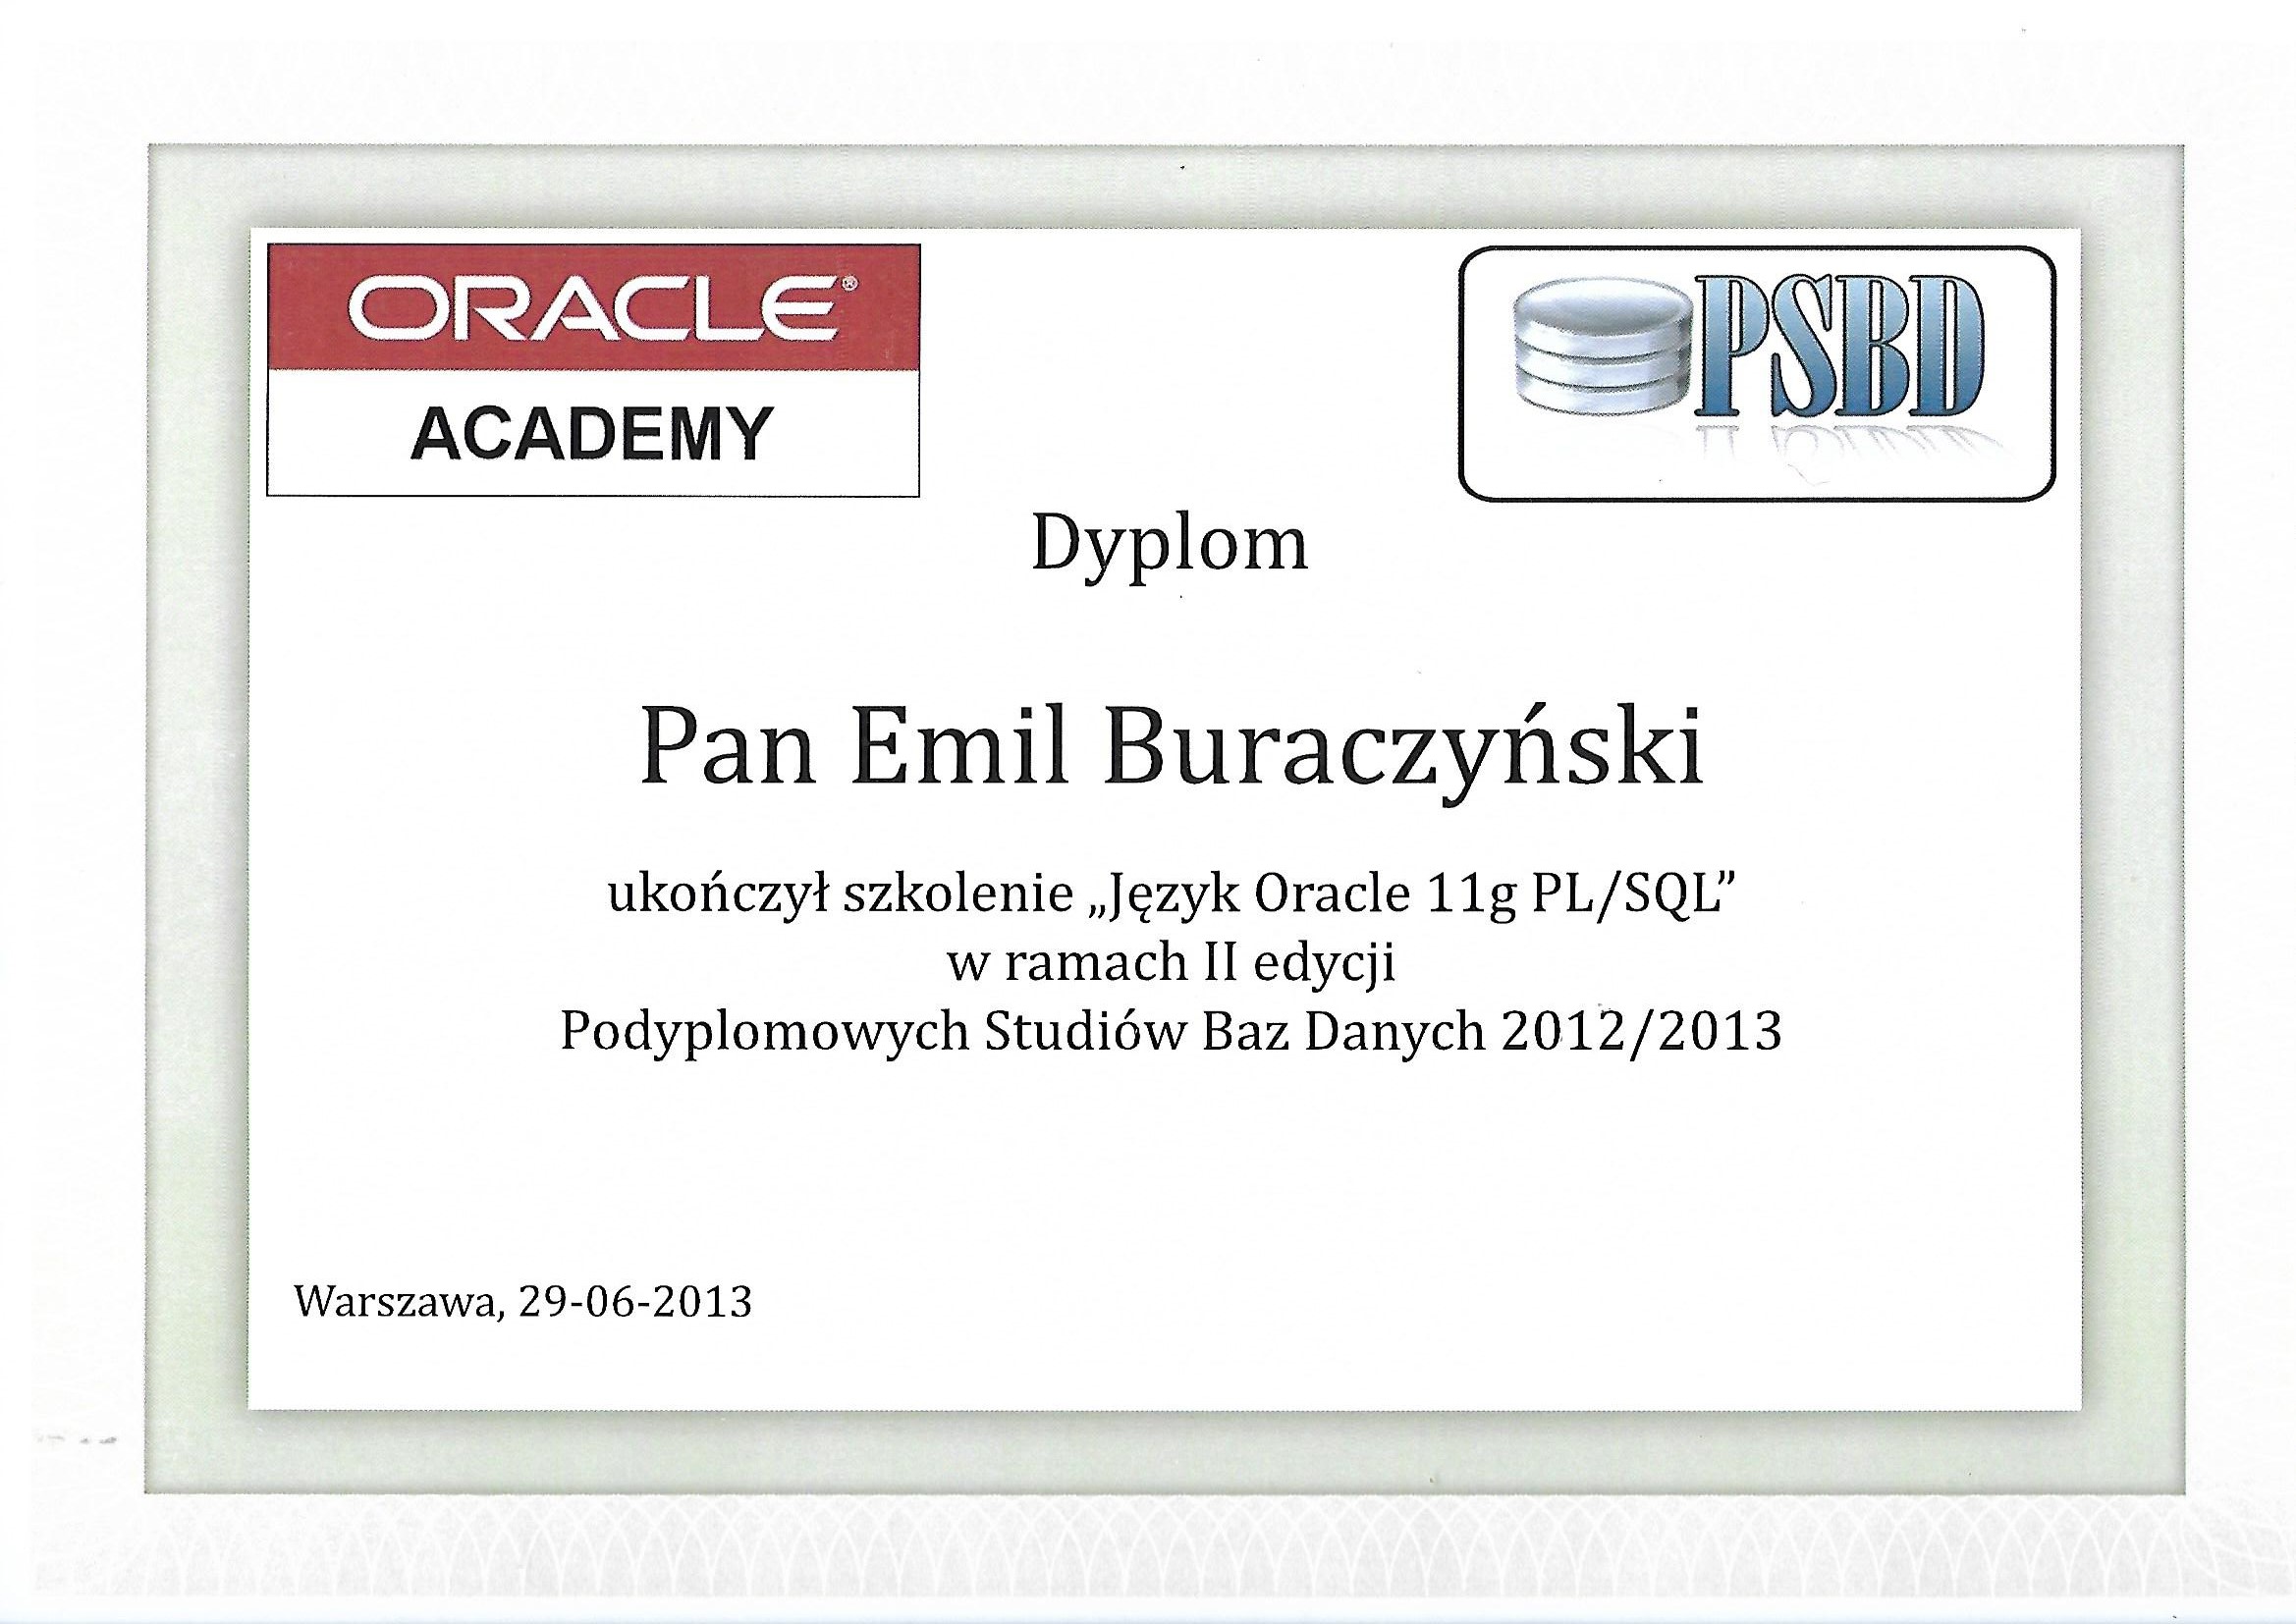 ORACLE®
ACADEMY
PSBD
Dyplom
Pan Emil Buraczyński
ukończył szkolenie „Język Oracle 11g PL/SQL”
w ramach II edycji
Podyplomowych Studiów Baz Danych 2012/2013
Warszawa, 29-06-2013